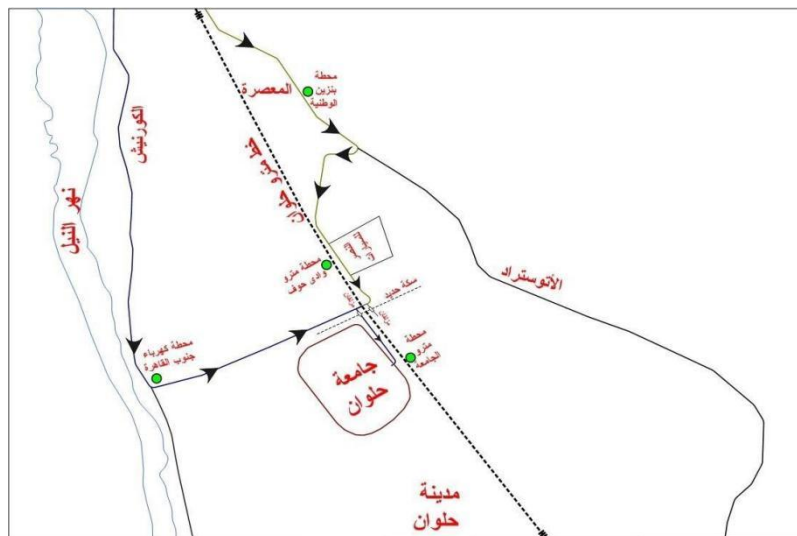 محطة
بنزين
الوطنية
المعصرة
الكورنيش
خط مترو حلوان
نهر النيل
الأتوستراد
محطة مترو
وادى حوف
سكة حديد
محطة
مترو
الجامعة
محطة كهرباء
جنوب القاهرة
جامعة
حلوان
مدينة
حلوان